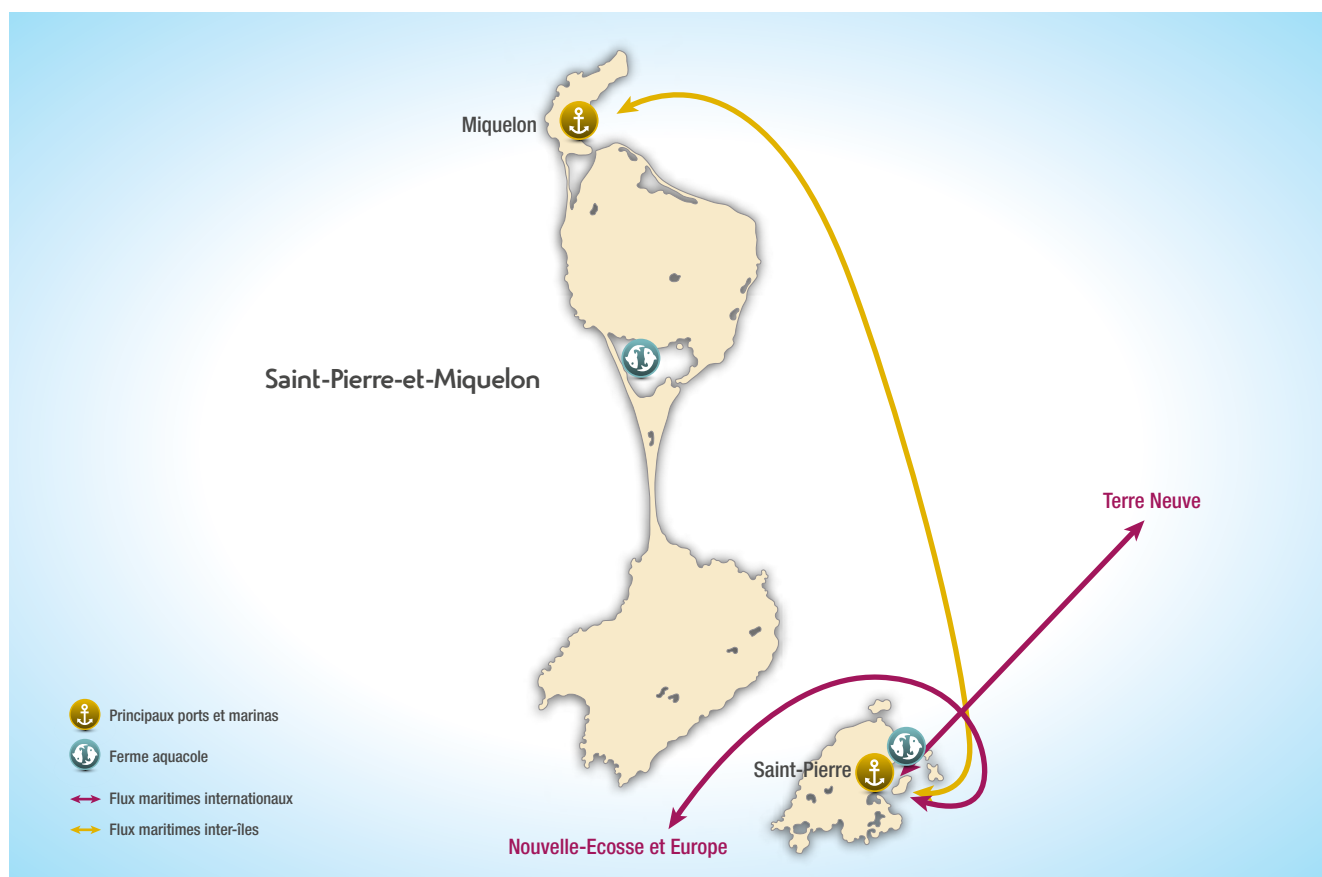 Miquelon
Saint-Pierre-et-Miquelon
Terre Neuve
Saint-Pierre
Nouvelle-Ecosse et Europe
Principaux ports et marinas
Ferme aquacole
Flux maritimes internationaux
Flux maritimes inter-îles